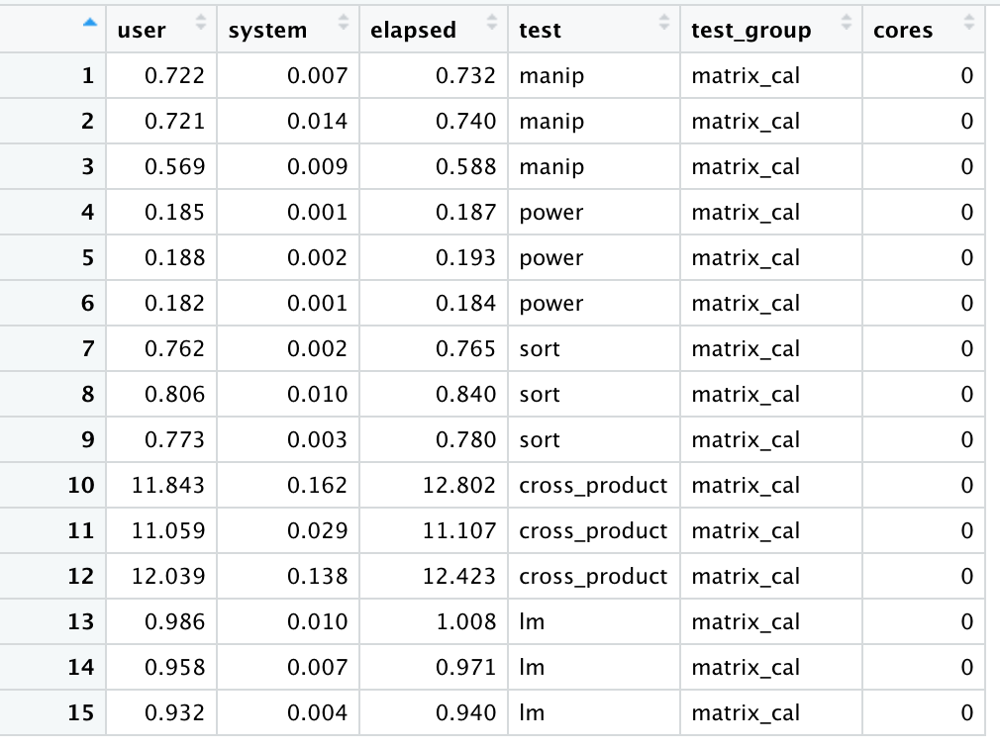 user system elapsed test test_group cores
1 0.722 0.007 0.732 manip matrix_cal 0
2 0.721 0.014 0.740 manip matrix_cal 0
3 0.569 0.009 0.588 manip matrix_cal 0
4 0.185 0.001 0.187 power matrix_cal 0
5 0.188 0.002 0.193 power matrix_cal 0
6 0.182 0.001 0.184 power matrix_cal 0
7 0.762 0.002 0.765 sort matrix_cal 0
8 0.806 0.010 0.840 sort matrix_cal 0
9 0.773 0.003 0.780 sort matrix_cal 0
10 11.843 0.162 12.802 cross_product matrix_cal 0
11 11.059 0.029 11.107 cross_product matrix_cal 0
12 12.039 0.138 12.423 cross_product matrix_cal 0
13 0.986 0.010 1.008 lm matrix_cal 0
14 0.958 0.007 0.971 lm matrix_cal 0
15 0.932 0.004 0.940 lm matrix_cal 0